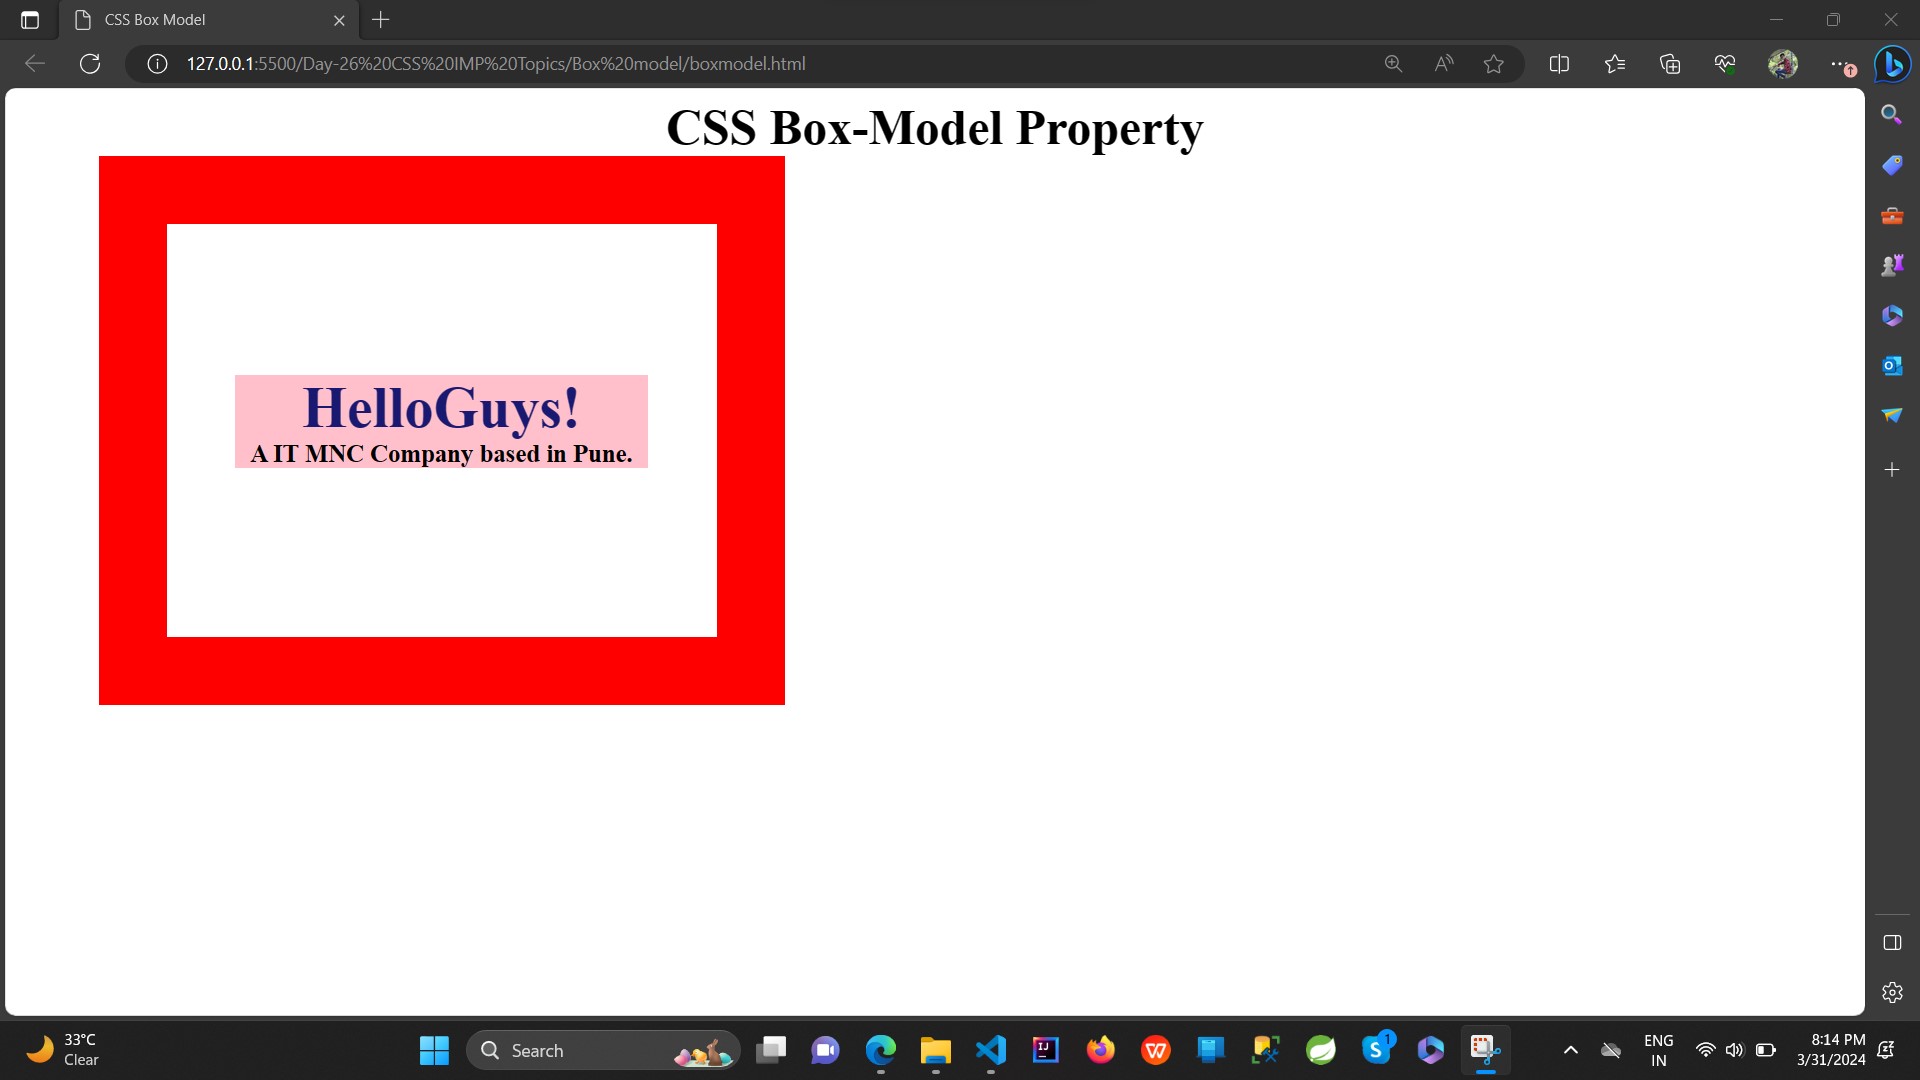 CSS Box Model
127.0.0.1:5500/Day-26%20CSS%20IMP%20Topics/Box%20model/boxmodel.html
CSS Box-Model Property
HelloGuys!
A IT MNC Company based in Pune.
33°C
Clear
Search
1
ENG
IN
8:14 PM
3/31/2024